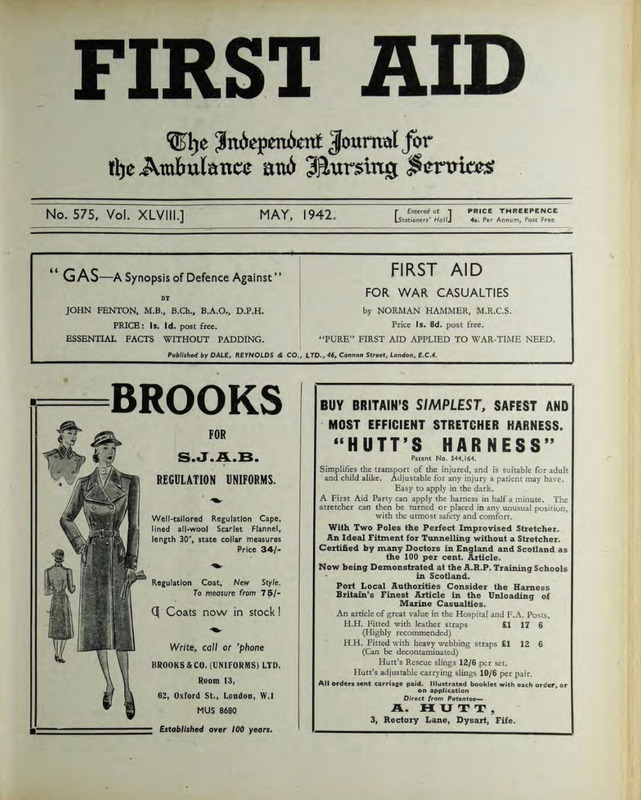 FIRST AID
The Independent Journal for
the Ambulance and Nursing Services
No. 575, Vol. XLVIII.]
MAY, 1942.
[Entered at Stationers' Hall]
PRICE THREEPENCE
4s. Per Annum, Post Free
"GAS—A Synopsis of Defence Against"
BY
JOHN FENTON, M.B., B.Ch., B.A.O., D.P.H.
PRICE: 1s. 1d. post free.
ESSENTIAL FACTS WITHOUT PADDING.
FIRST AID
FOR WAR CASUALTIES
by NORMAN HAMMER, M.R.C.S.
Price 1s. 8d. post free.
"PURE" FIRST AID APPLIED TO WAR-TIME NEED.
Published by DALE, REYNOLDS & CO., LTD., 46, Cannon Street, London, E.C.4.
BROOKS
FOR
S.J.A.B.
REGULATION UNIFORMS.
Well-tailored Regulation Cape,
lined all-wool Scarlet Flannel,
length 30", state collar measures
Price 34/-
Regulation Coat, New Style.
To measure from 75/-
¶ Coats now in stock!
Write, call or 'phone
BROOKS & CO. (UNIFORMS) LTD.
Room 13,
62, Oxford St., London, W.1
MUS 8680
Established over 100 years.
BUY BRITAIN'S SIMPLEST, SAFEST AND
MOST EFFICIENT STRETCHER HARNESS.
"HUTT'S HARNESS"
Patent No. 544,164.
Simplifies the transport of the injured, and is suitable for adult
and child alike. Adjustable for any injury a patient may have.
Easy to apply in the dark.
A First Aid Party can apply the harness in half a minute. The
stretcher can then be turned or placed in any unusual position,
with the utmost safety and comfort.
With Two Poles the Perfect Improvised Stretcher.
An Ideal Fitment for Tunnelling without a Stretcher.
Certified by many Doctors in England and Scotland as
the 100 per cent. Article.
Now being Demonstrated at the A.R.P. Training Schools
in Scotland.
Port Local Authorities Consider the Harness
Britain's Finest Article in the Unloading of
Marine Casualties.
An article of great value in the Hospital and F.A. Posts.
H.H. Fitted with leather straps £1 17 6
(Highly recommended)
H.H. Fitted with heavy webbing straps £1 12 6
(Can be decontaminated)
Hutt's Rescue slings 12/6 per set.
Hutt's adjustable carrying slings 10/6 per pair.
All orders sent carriage paid. Illustrated booklet with each order, or
on application
Direct from Patentee—
A. HUTT,
3, Rectory Lane, Dysart, Fife.